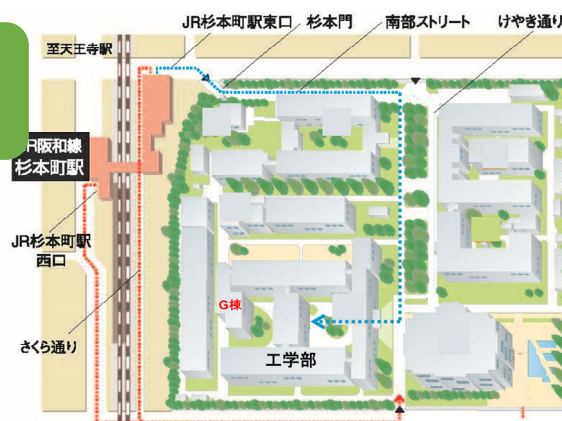 JR杉本町駅東口
杉本門
南部ストリート
けやき通り
至天王寺駅
JR阪和線
杉本町駅
JR杉本町駅
西口
G棟
さくら通り
工学部